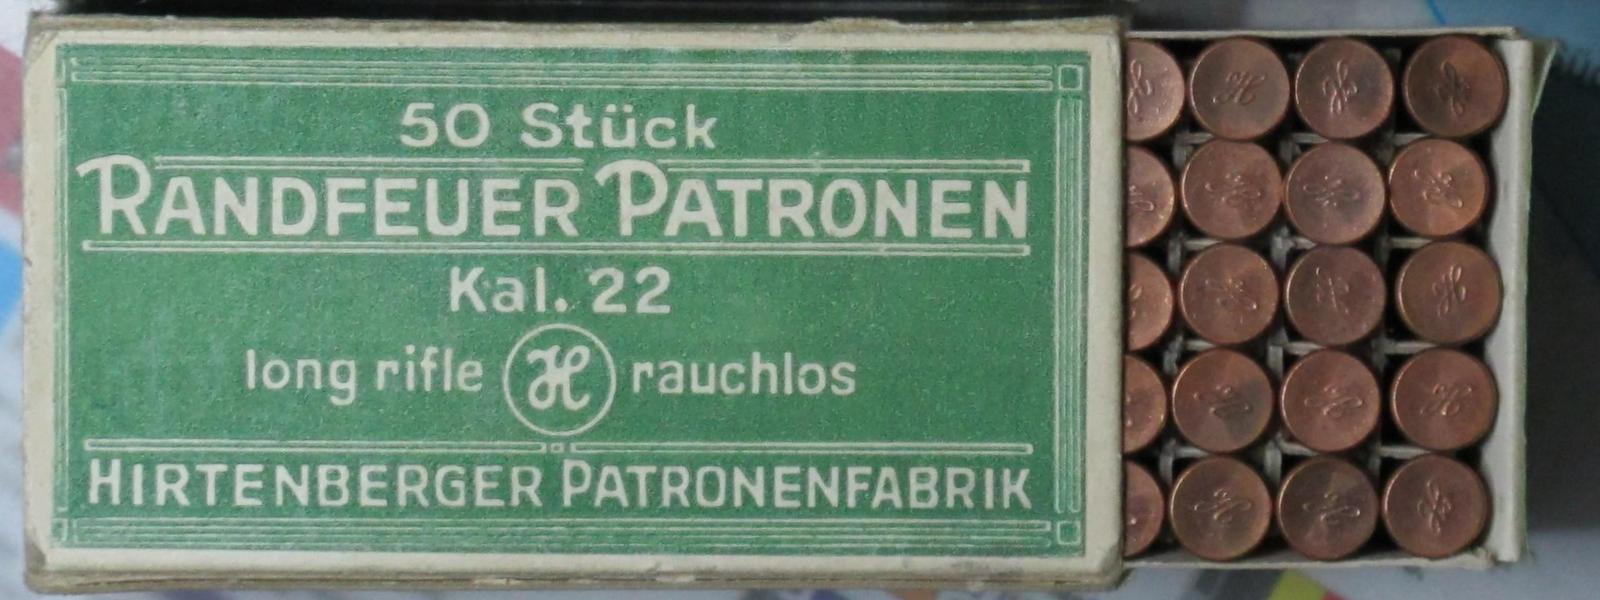 50 Stück
RANDFEUER PATRONEN
Kal. 22
long rifle H rauchlos
HIRTENBERGER PATRONENFABRIK
H H H H
H H H
H H H
H H H
H H H